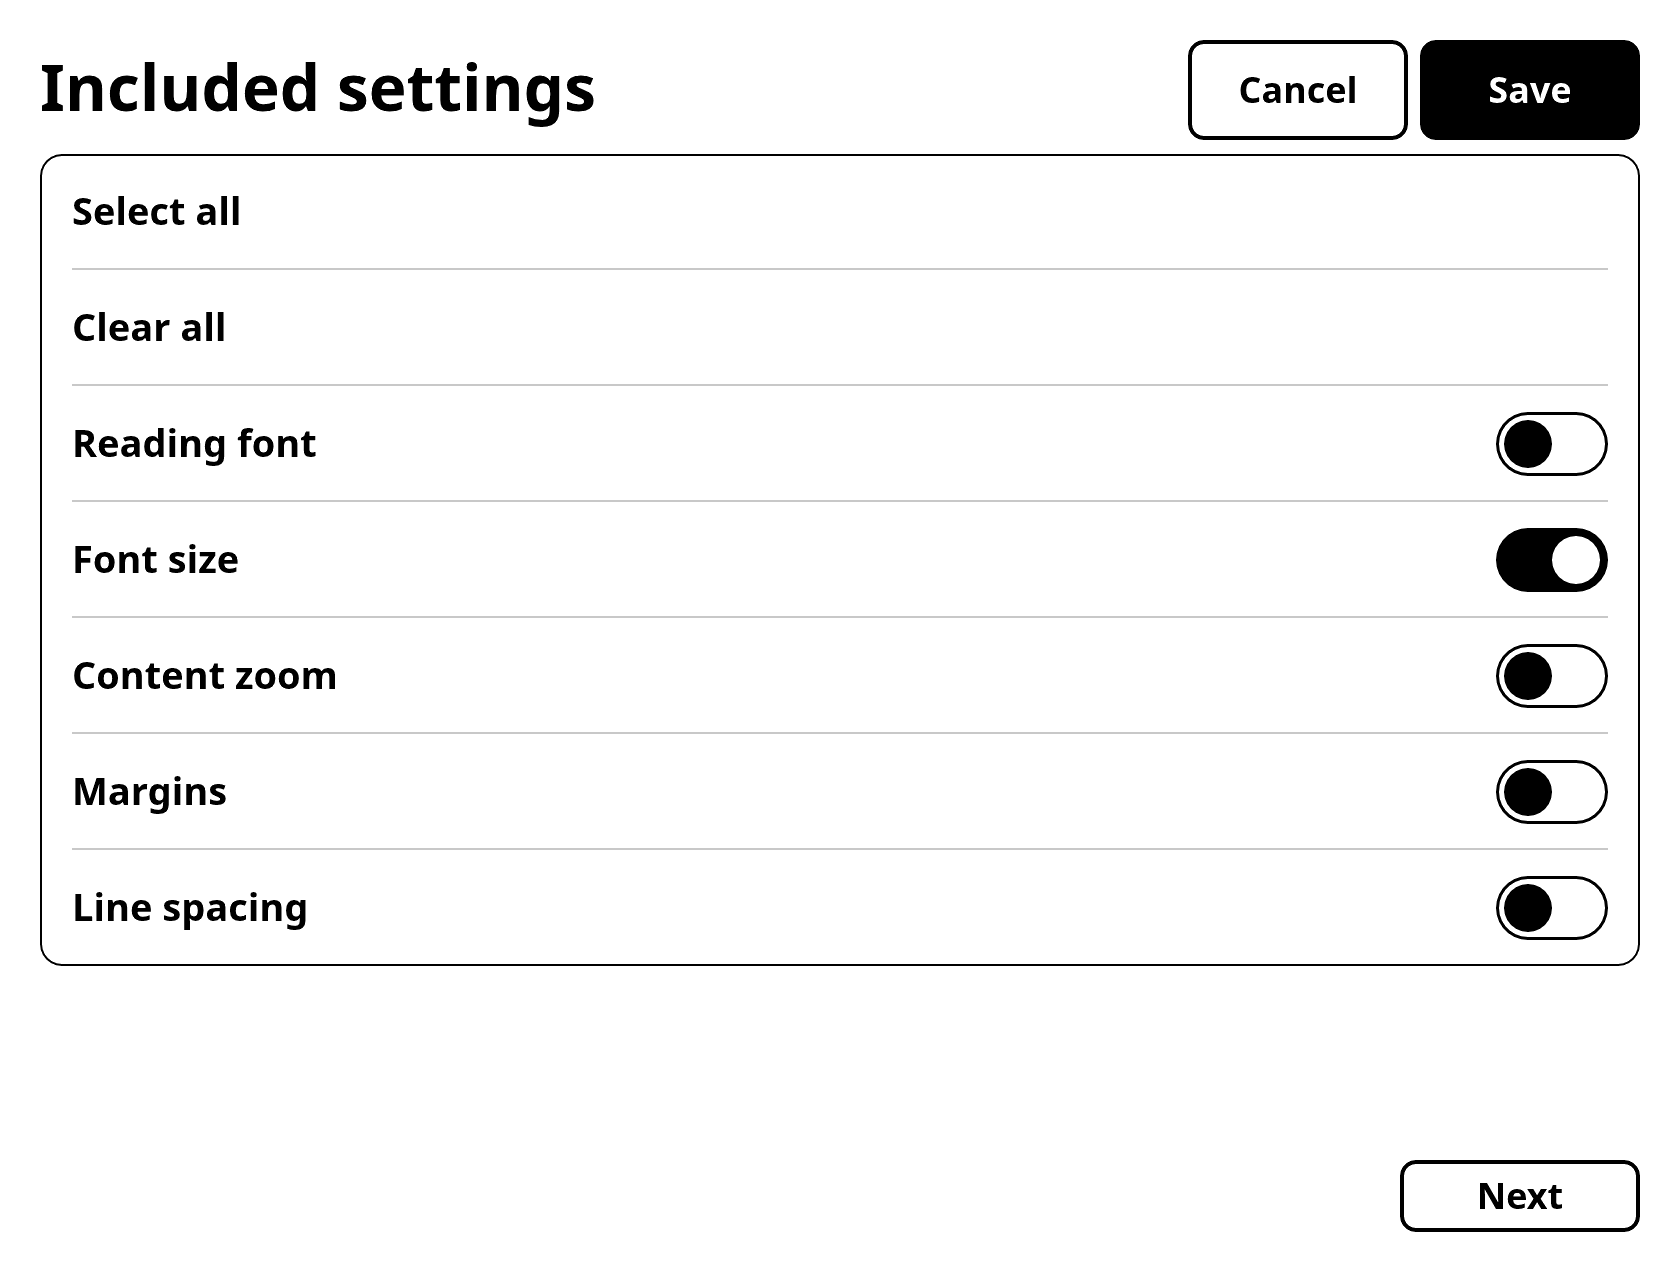 Included settings
Cancel
Save
Select all
Clear all
Reading font
Font size
Content zoom
Margins
Line spacing
Next